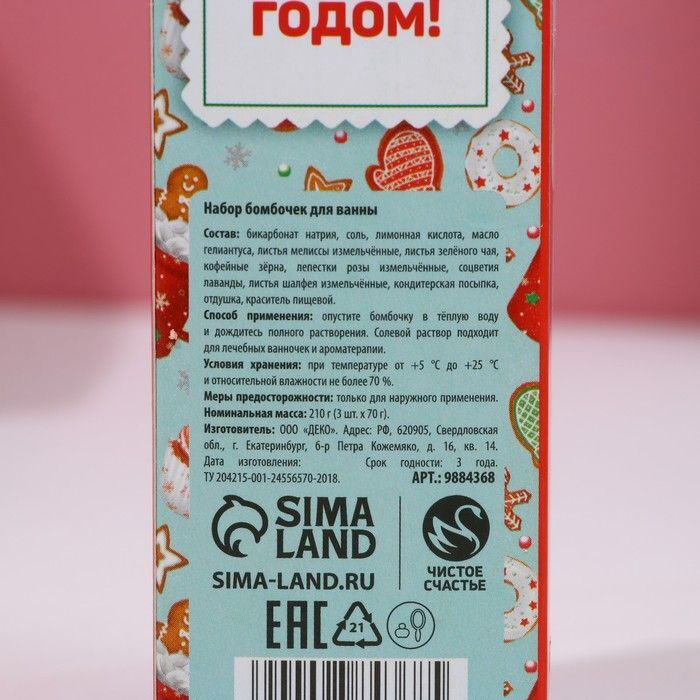 ГОДОМ!
Набор бомбочек для ванны
Состав: бикарбонат натрия, соль, лимонная кислота, масло
гелиантуса, листья мелиссы измельчённые, листья зелёного чая,
кофейные зёрна, лепестки розы измельчённые, соцветия
лаванды, листья шалфея измельчённые, кондитерская посыпка,
отдушка, краситель пищевой.
Способ применения: опустите бомбочку в тёплую воду
и дождитесь полного растворения. Солевой раствор подходит
для лечебных ванночек и ароматерапии.
Условия хранения: при температуре от +5 °C до +25 °C
и относительной влажности не более 70 %.
Меры предосторожности: только для наружного применения.
Номинальная масса: 210 г (3 шт. х 70 г).
Изготовитель: ООО «ДЕКО». Адрес: РФ, 620905, Свердловская
обл., г. Екатеринбург, б-р Петра Кожемяко, д. 16, кв. 14.
Дата изготовления: Срок годности: 3 года.
ТУ 204215-001-24556570-2018. АРТ.: 9884368
SIMA
LAND
SIMA-LAND.RU
ЧИСТОЕ
СЧАСТЬЕ
EAC
21